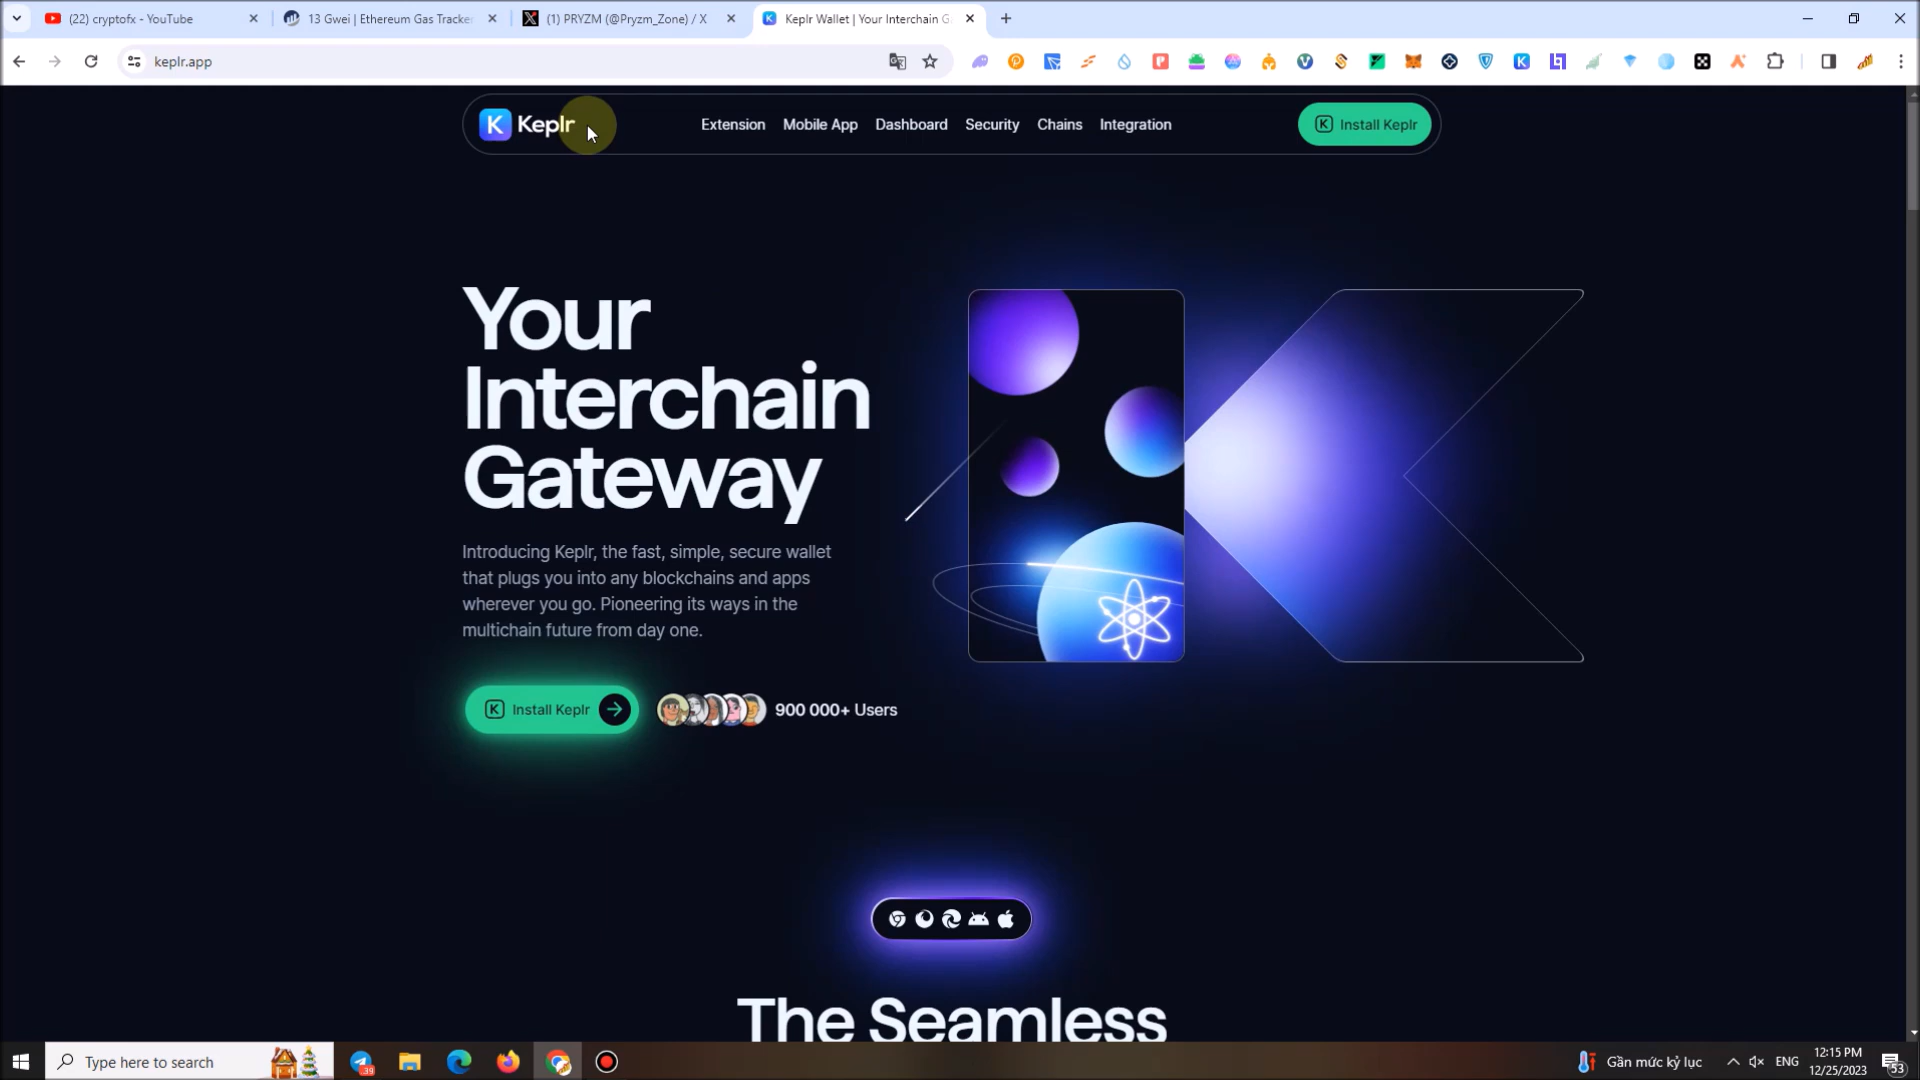 (22) cryptofx - YouTube
13 Gwei | Ethereum Gas Tracke
(1) PRYZM (@Pryzm_Zone) / X
Keplr Wallet | Your Interchain G
keplr.app
Keplr
Extension
Mobile App
Dashboard
Security
Chains
Integration
Install Keplr
Your
Interchain
Gateway
Introducing Keplr, the fast, simple, secure wallet
that plugs you into any blockchains and apps
wherever you go. Pioneering its ways in the
multichain future from day one.
Install Keplr
900 000+ Users
The Seamless
Type here to search
39
Gần mức kỷ lục
ENG
12:15 PM
12/25/2023
53